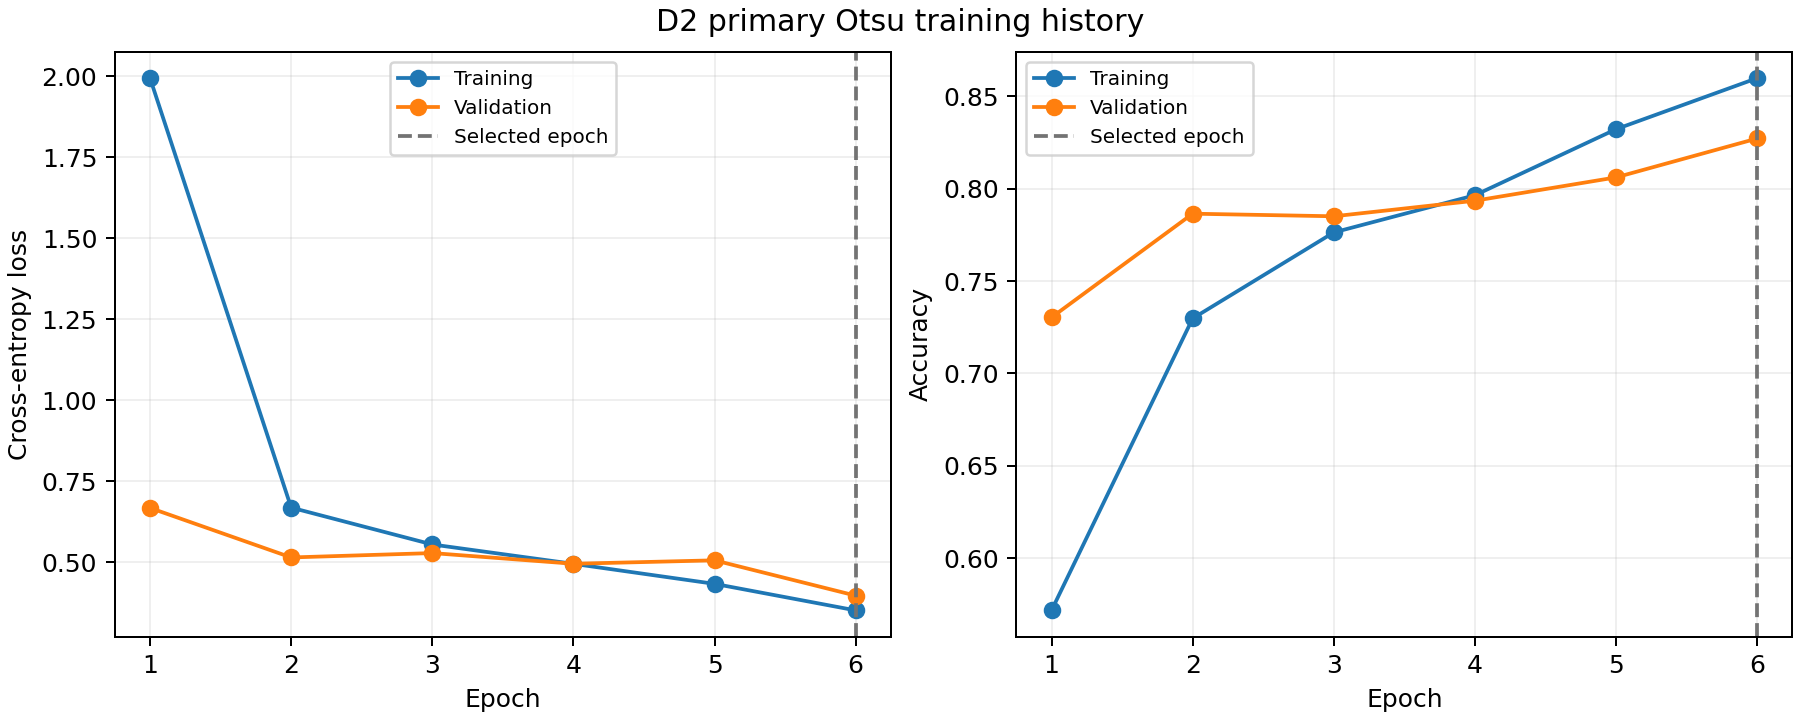 D2 primary Otsu training history
Cross-entropy loss
2.00
1.75
1.50
1.25
1.00
0.75
0.50
Training
Validation
Selected epoch
1 2 3 4 5 6
Epoch
Accuracy
0.85
0.80
0.75
0.70
0.65
0.60
Training
Validation
Selected epoch
1 2 3 4 5 6
Epoch